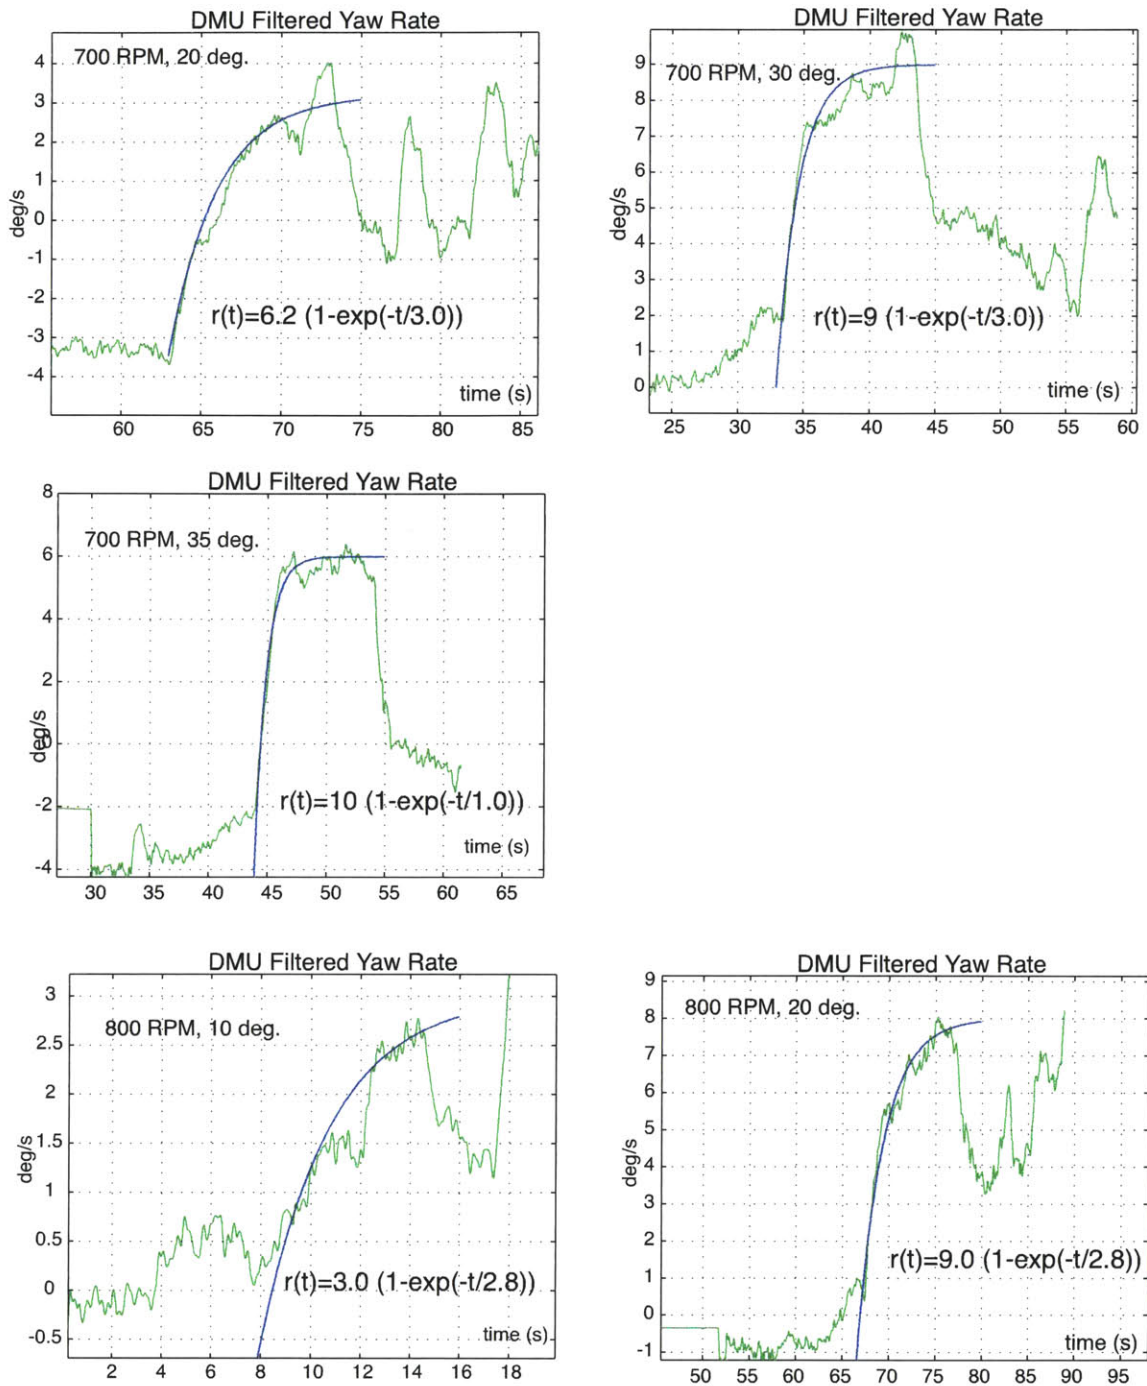 DMU Filtered Yaw Rate
700 RPM, 20 deg.
4
3
2
1
0
-1
-2
-3
-4
deg/s
r(t)=6.2 (1-exp(-t/3.0))
time (s)
60 65 70 75 80 85
DMU Filtered Yaw Rate
700 RPM, 30 deg.
9
8
7
6
5
4
3
2
1
0
deg/s
r(t)=9 (1-exp(-t/3.0))
time (s)
25 30 35 40 45 50 55 60
DMU Filtered Yaw Rate
700 RPM, 35 deg.
8
6
4
2
0
-2
-4
deg/s
r(t)=10 (1-exp(-t/1.0))
time (s)
30 35 40 45 50 55 60 65
DMU Filtered Yaw Rate
800 RPM, 10 deg.
3
2.5
2
1.5
1
0.5
0
-0.5
deg/s
r(t)=3.0 (1-exp(-t/2.8))
time (s)
2 4 6 8 10 12 14 16 18
DMU Filtered Yaw Rate
800 RPM, 20 deg.
9
8
7
6
5
4
3
2
1
0
-1
deg/s
r(t)=9.0 (1-exp(-t/2.8))
time (s)
50 55 60 65 70 75 80 85 90 95